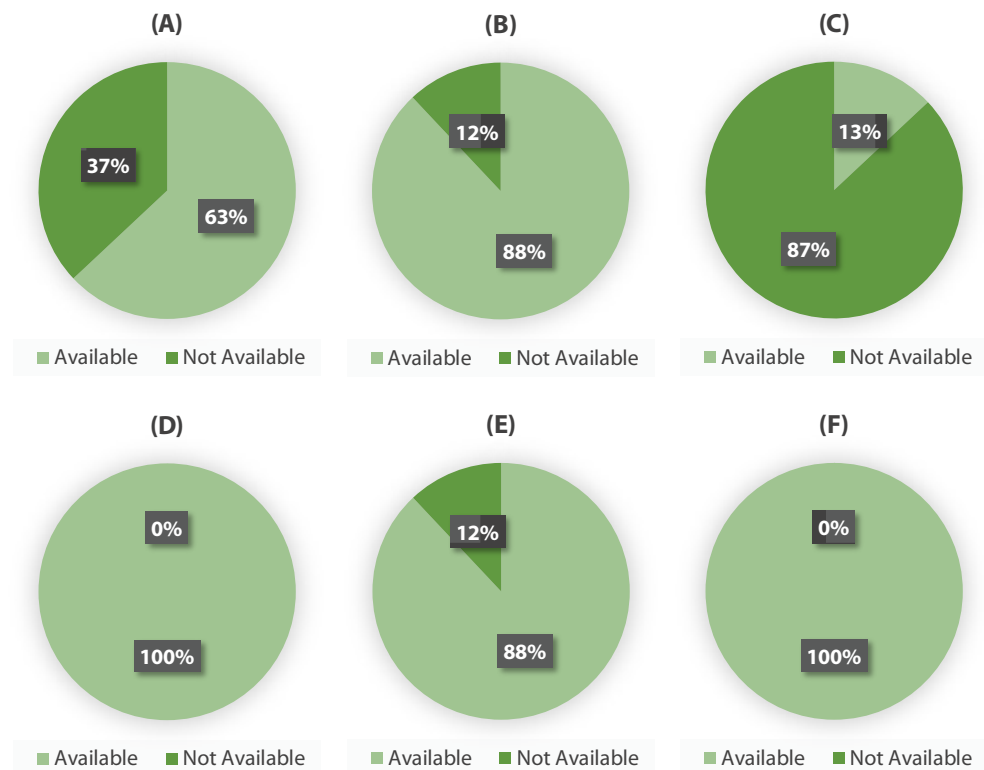 (A)
(B)
(C)
37%
63%
12%
88%
13%
87%
Available Not Available
Available Not Available
Available Not Available
(D)
(E)
(F)
0%
100%
12%
88%
0%
100%
Available Not Available
Available Not Available
Available Not Available